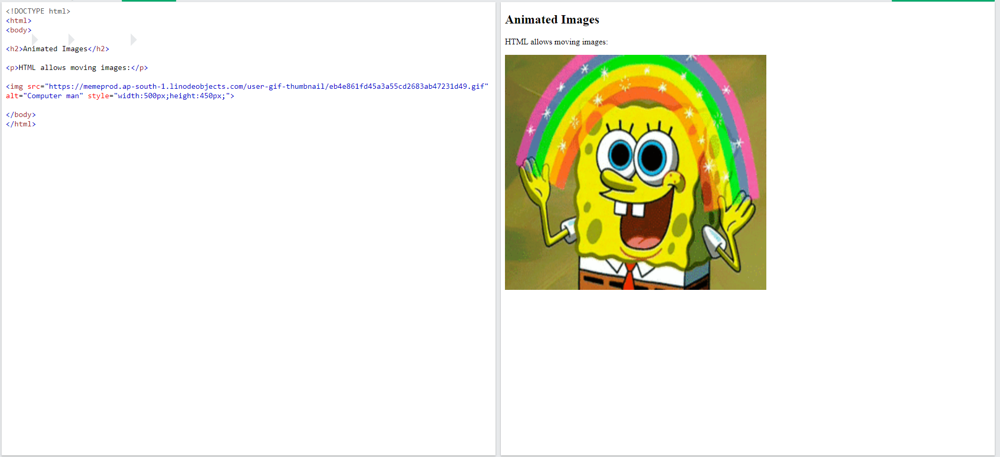 <!DOCTYPE html>
<html>
<body>
<h2>Animated Images</h2>
<p>HTML allows moving images:</p>
<img src="https://memeprod.ap-south-1.linodeobjects.com/user-gif-thumbnail/eb4e861fd45a3a55cd2683ab47231d49.gif"
alt="Computer man" style="width:500px;height:450px;">
</body>
</html>
Animated Images
HTML allows moving images: